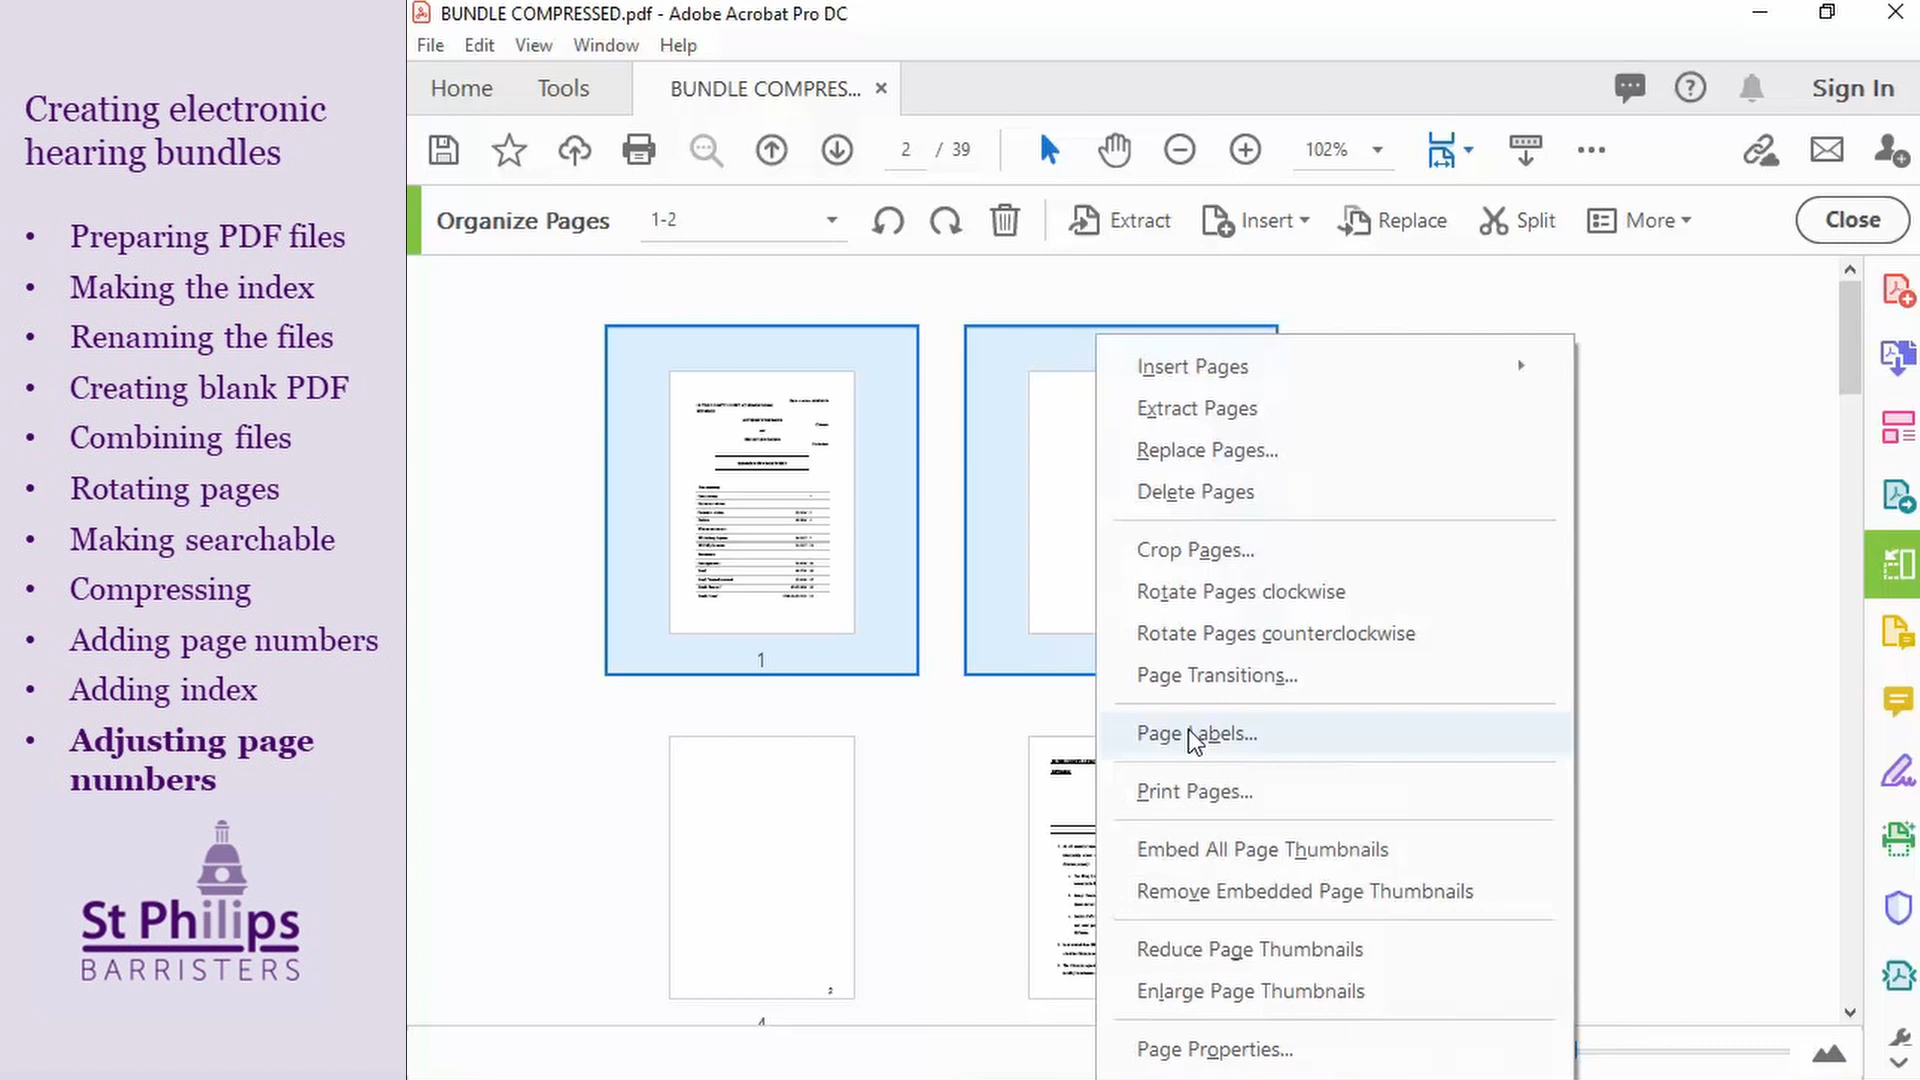 Creating electronic
hearing bundles
• Preparing PDF files
• Making the index
• Renaming the files
• Creating blank PDF
• Combining files
• Rotating pages
• Making searchable
• Compressing
• Adding page numbers
• Adding index
• Adjusting page
numbers
St Philips
BARRISTERS
BUNDLE COMPRESSED.pdf - Adobe Acrobat Pro DC
File Edit View Window Help
Home Tools BUNDLE COMPRES... Sign In
2 / 39 102%
Organize Pages 1-2 Extract Insert Replace Split More Close
1
2
4
Insert Pages
Extract Pages
Replace Pages...
Delete Pages
Crop Pages...
Rotate Pages clockwise
Rotate Pages counterclockwise
Page Transitions...
Page Labels...
Print Pages...
Embed All Page Thumbnails
Remove Embedded Page Thumbnails
Reduce Page Thumbnails
Enlarge Page Thumbnails
Page Properties...